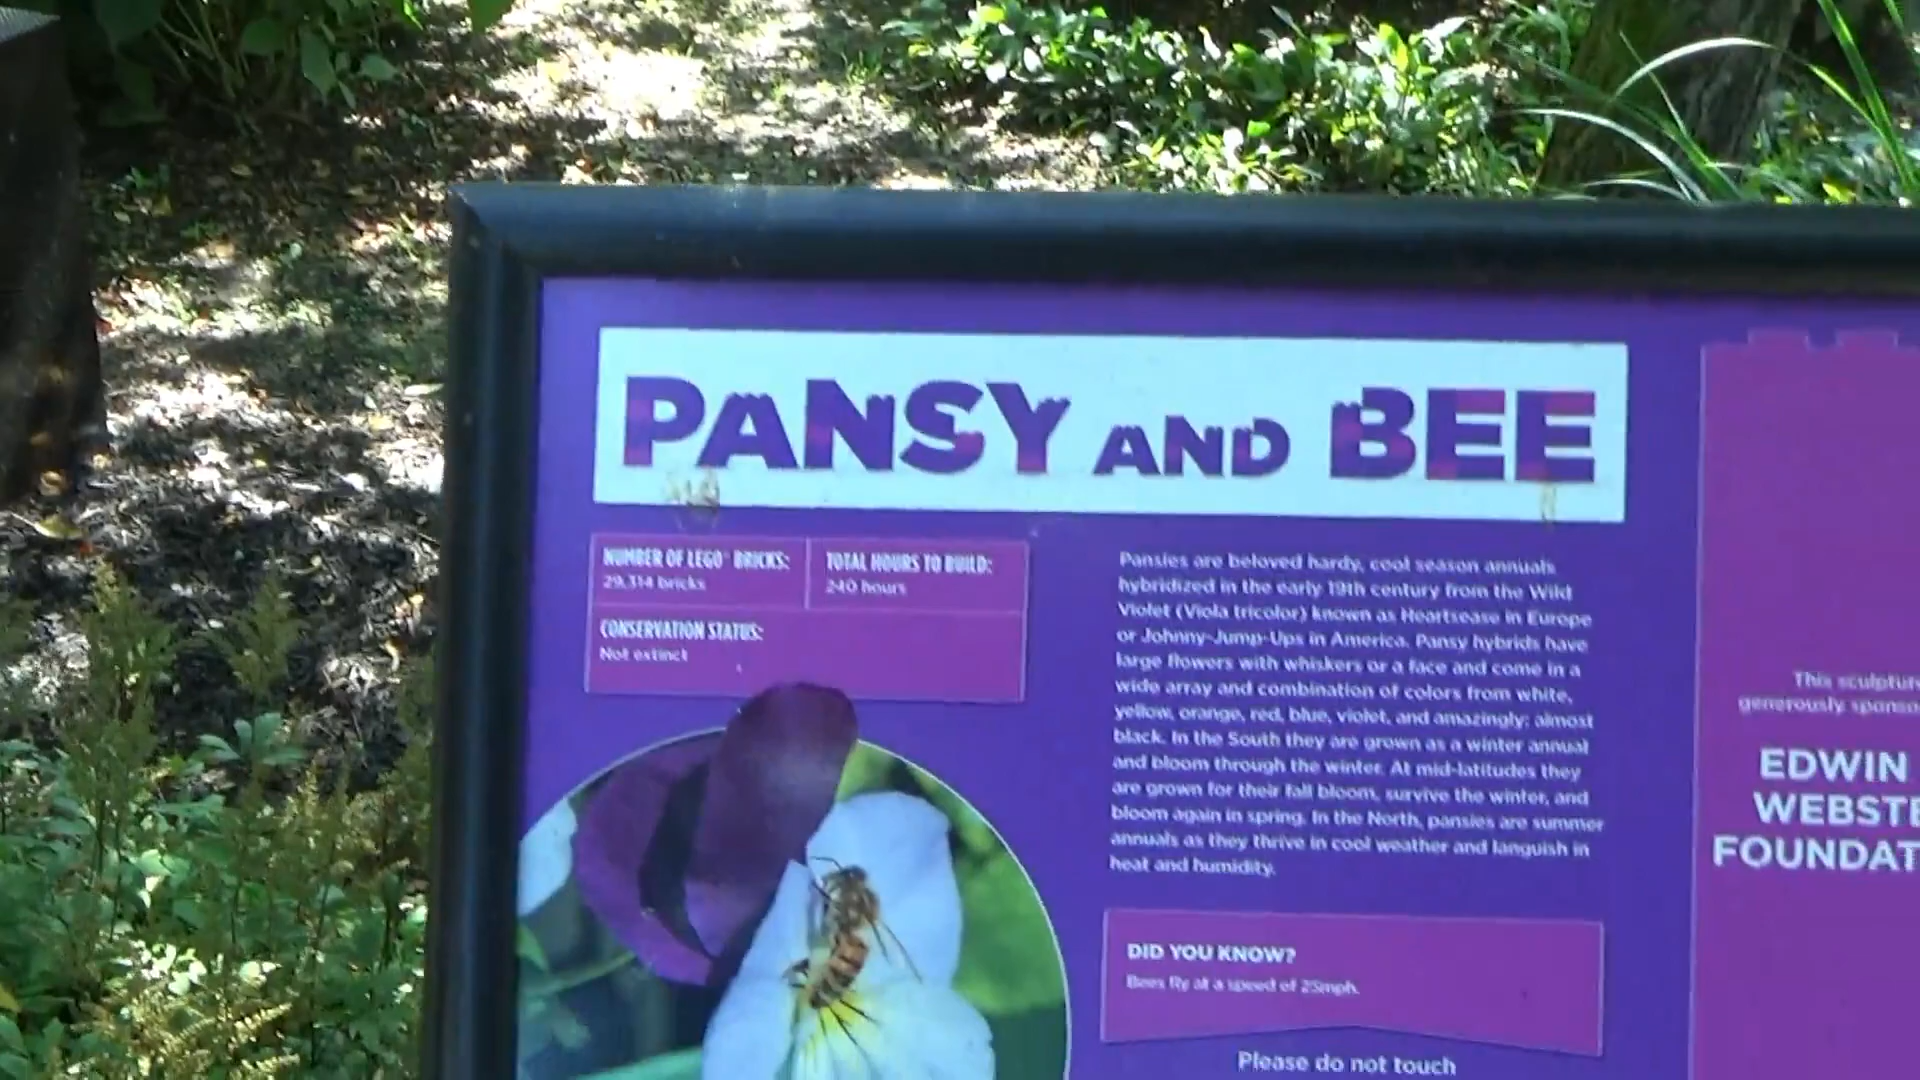 PANSY AND BEE
NUMBER OF LEGO® BRICKS:
29,314 bricks
TOTAL HOURS TO BUILD:
240 hours
CONSERVATION STATUS:
Not extinct
Pansies are beloved hardy, cool season annuals
hybridized in the early 19th century from the Wild
Violet (Viola tricolor) known as Heartsease in Europe
or Johnny-Jump-Ups in America. Pansy hybrids have
large flowers with whiskers or a face and come in a
wide array and combination of colors from white,
yellow, orange, red, blue, violet, and amazingly; almost
black. In the South they are grown as a winter annual
and bloom through the winter. At mid-latitudes they
are grown for their fall bloom, survive the winter, and
bloom again in spring. In the North, pansies are summer
annuals as they thrive in cool weather and languish in
heat and humidity.
DID YOU KNOW?
Bees fly at a speed of 25mph.
Please do not touch
This sculptur
generously sponso
EDWIN
WEBSTE
FOUNDAT